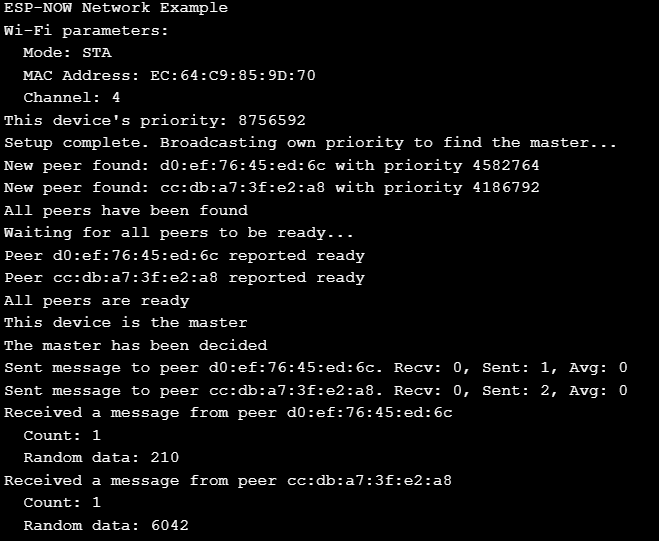 ESP-NOW Network Example
Wi-Fi parameters:
  Mode: STA
  MAC Address: EC:64:C9:85:9D:70
  Channel: 4
This device's priority: 8756592
Setup complete. Broadcasting own priority to find the master...
New peer found: d0:ef:76:45:ed:6c with priority 4582764
New peer found: cc:db:a7:3f:e2:a8 with priority 4186792
All peers have been found
Waiting for all peers to be ready...
Peer d0:ef:76:45:ed:6c reported ready
Peer cc:db:a7:3f:e2:a8 reported ready
All peers are ready
This device is the master
The master has been decided
Sent message to peer d0:ef:76:45:ed:6c. Recv: 0, Sent: 1, Avg: 0
Sent message to peer cc:db:a7:3f:e2:a8. Recv: 0, Sent: 2, Avg: 0
Received a message from peer d0:ef:76:45:ed:6c
  Count: 1
  Random data: 210
Received a message from peer cc:db:a7:3f:e2:a8
  Count: 1
  Random data: 6042